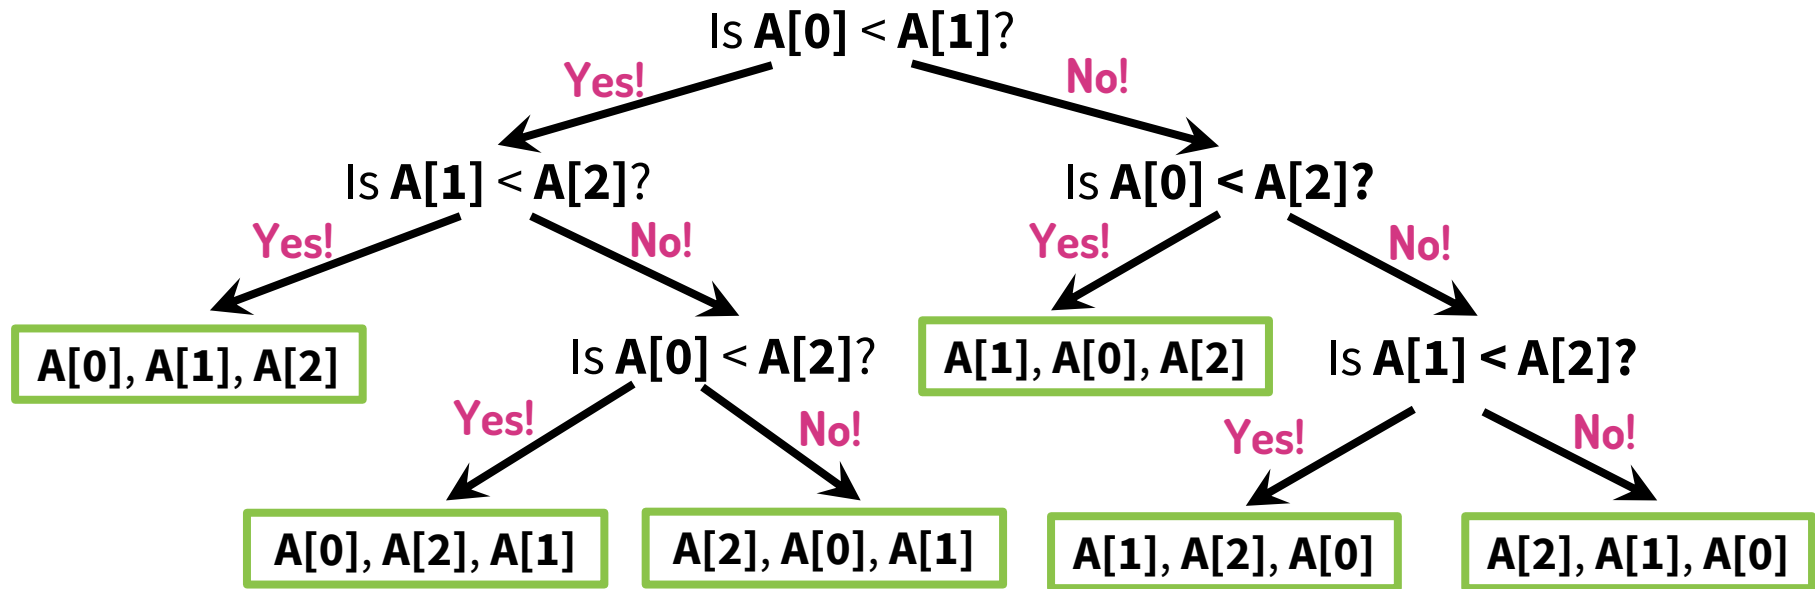 Is A[0] < A[1]?
Yes!
No!
Is A[1] < A[2]?
Is A[0] < A[2]?
Yes!
No!
Yes!
No!
A[0], A[1], A[2]
Is A[0] < A[2]?
A[1], A[0], A[2]
Is A[1] < A[2]?
Yes!
No!
Yes!
No!
A[0], A[2], A[1]
A[2], A[0], A[1]
A[1], A[2], A[0]
A[2], A[1], A[0]